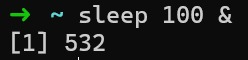 ➜ ~ sleep 100 &
[1] 532